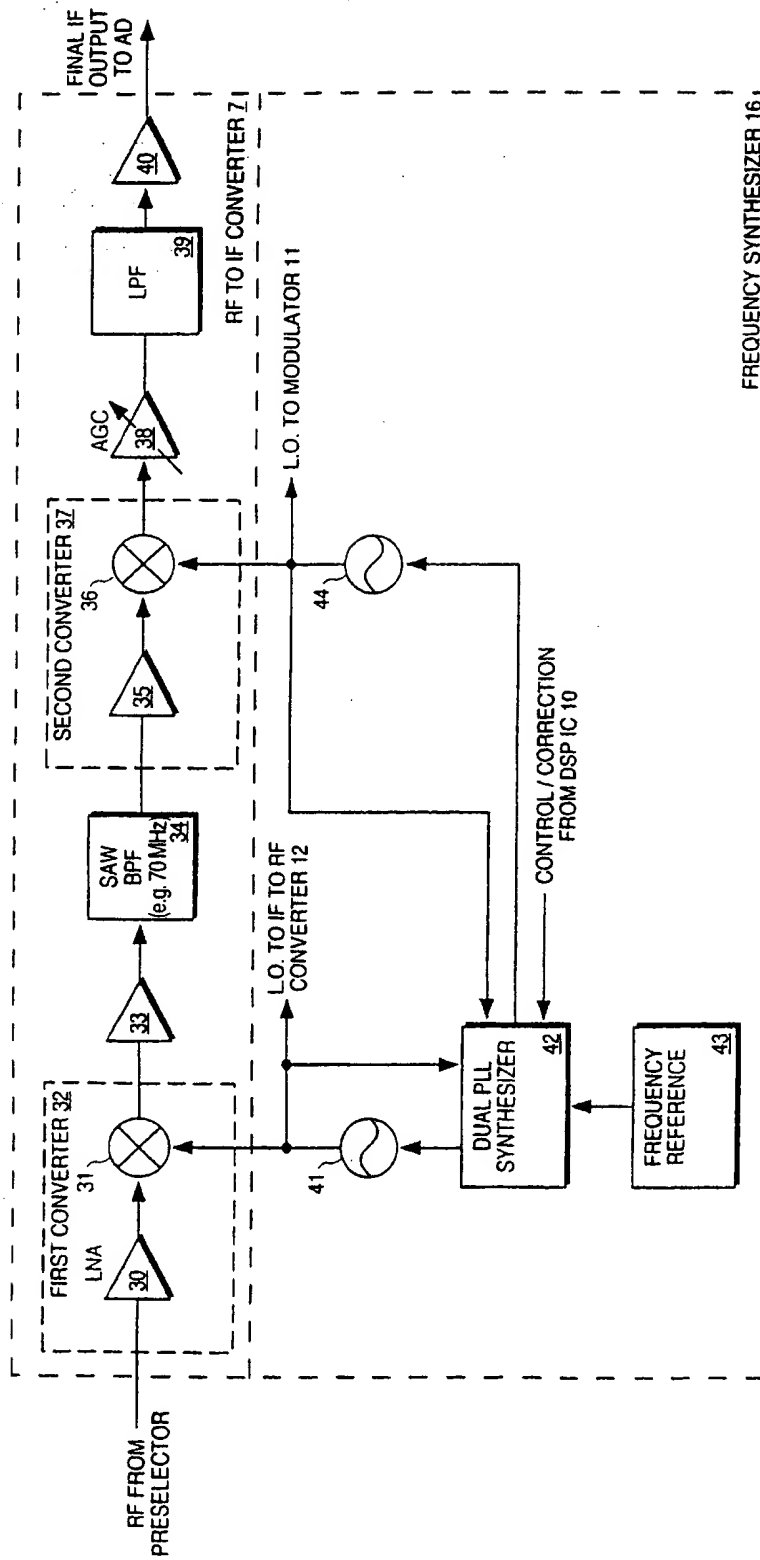 RF FROM
PRESELECTOR
FIRST CONVERTER 32
LNA
30
31
33
SAW
BPF
(e.g. 70 MHz)
34
SECOND CONVERTER 37
35
36
AGC
38
LPF
39
40
FINAL IF
OUTPUT
TO AD
RF TO IF CONVERTER 7
L.O. TO IF TO RF
CONVERTER 12
L.O. TO MODULATOR 11
41
44
DUAL PLL
SYNTHESIZER
42
CONTROL / CORRECTION
FROM DSP IC 10
FREQUENCY
REFERENCE
43
FREQUENCY SYNTHESIZER 16